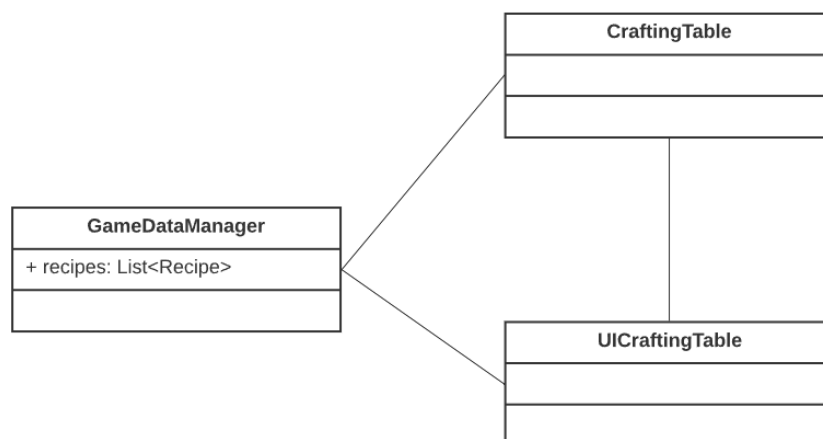 CraftingTable
GameDataManager
+ recipes: List<Recipe>
UICraftingTable